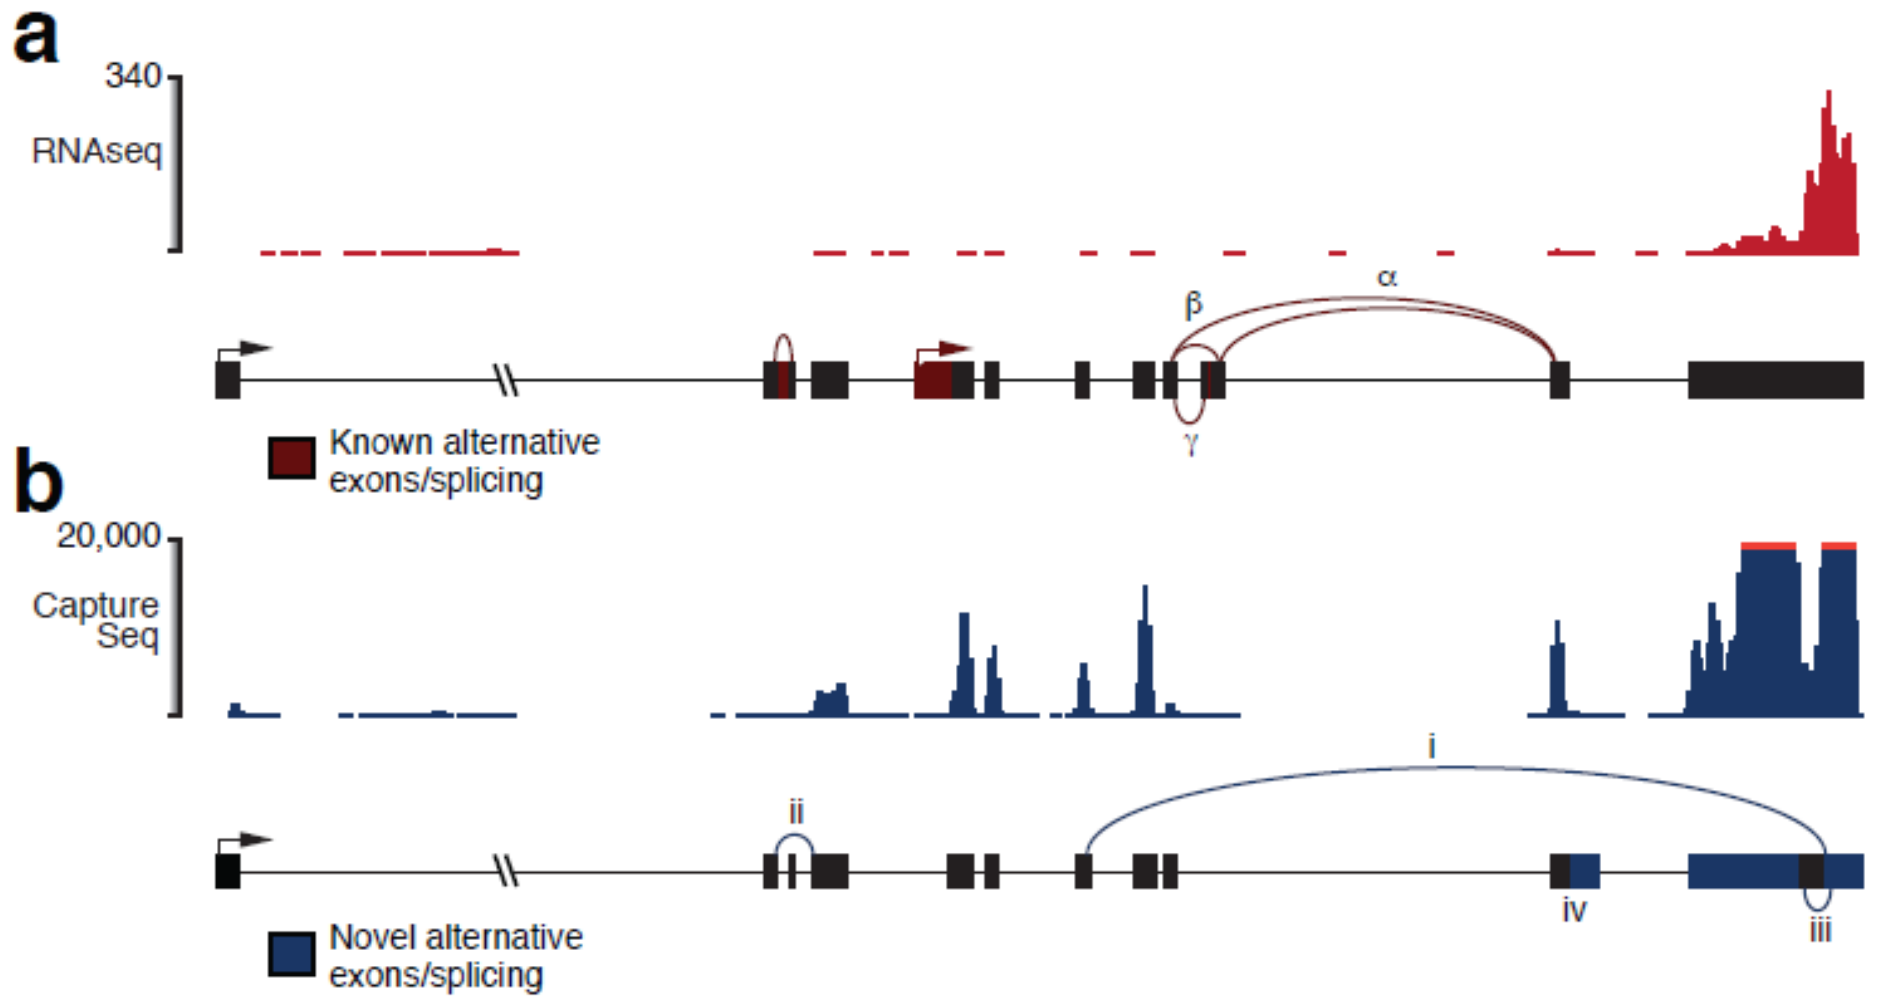 a
340
RNAseq
α
β
γ
Known alternative
exons/splicing
b
20,000
Capture
Seq
i
ii
iv
iii
Novel alternative
exons/splicing